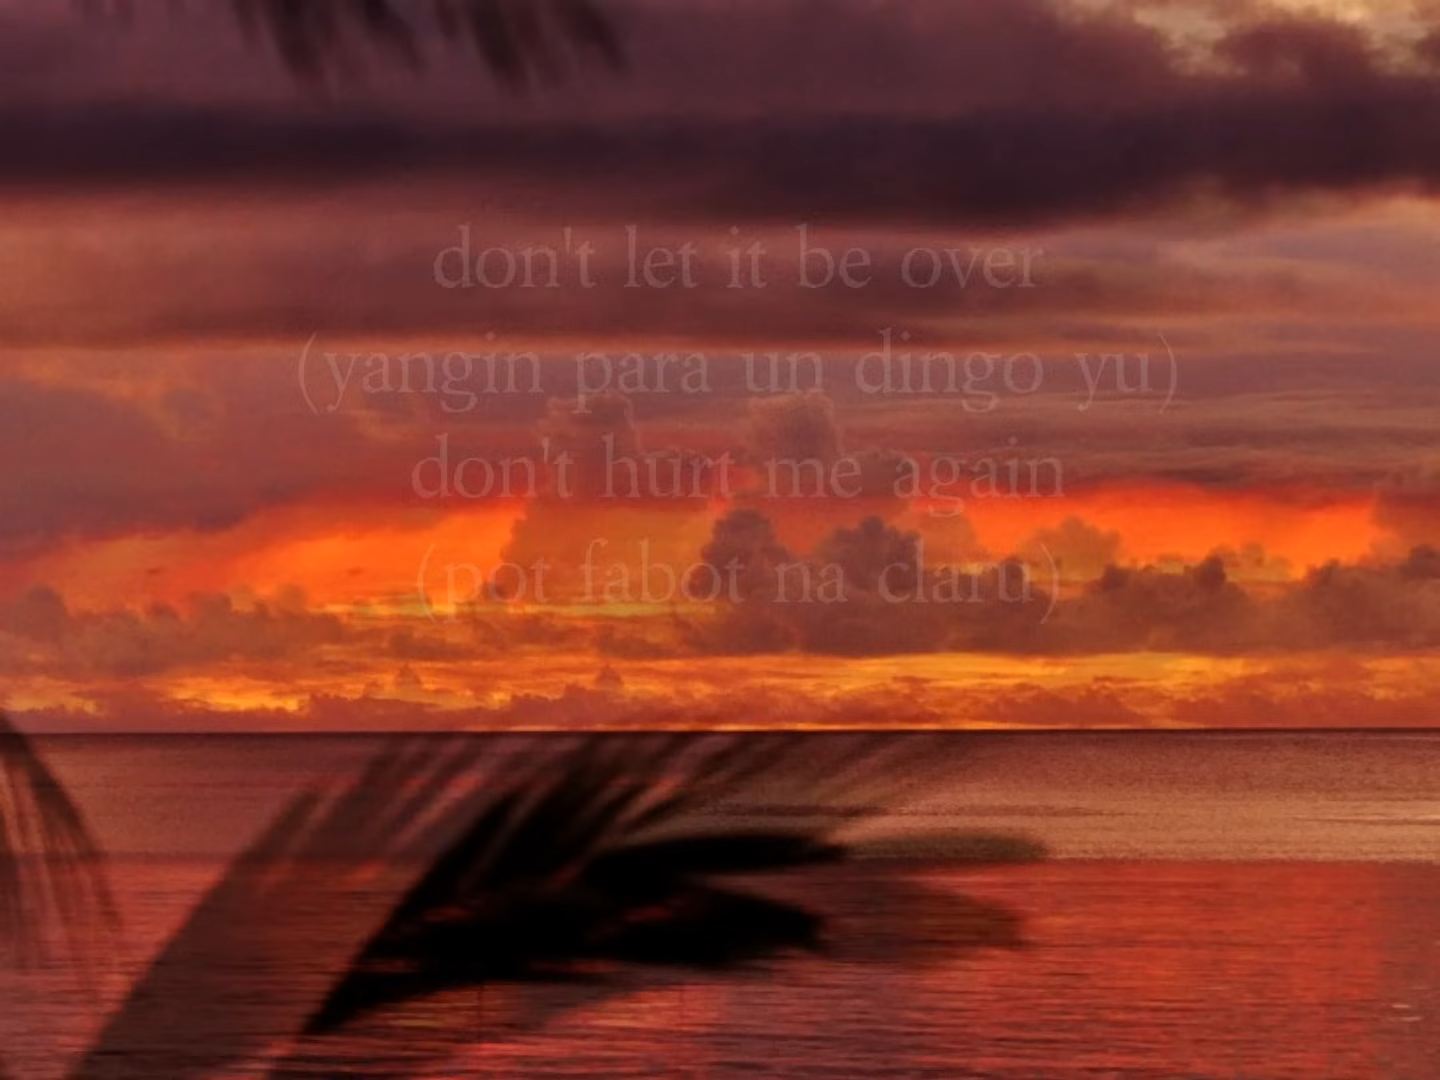 don't let it be over
(yangin para un dingo yu)
don't hurt me again
(pot fabot na claru)